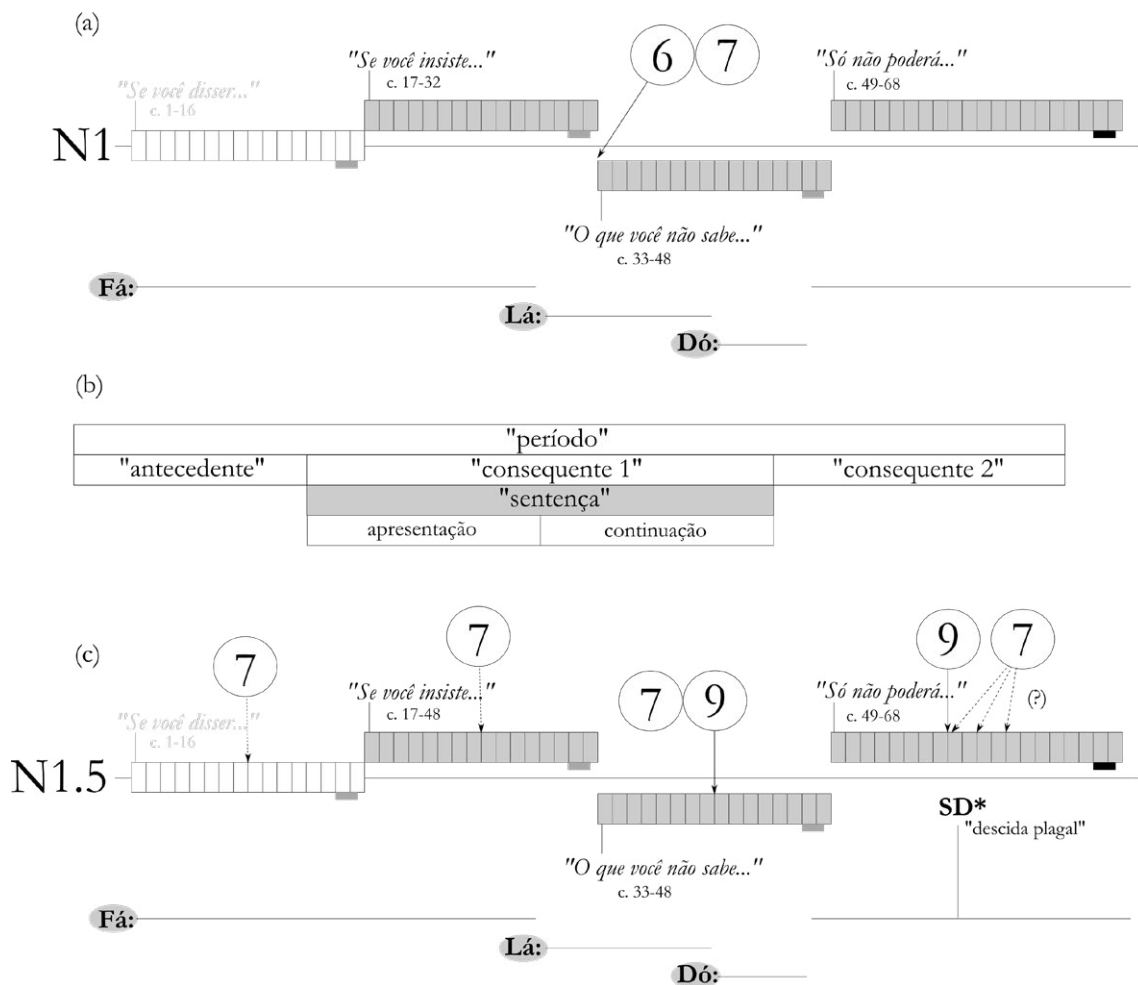 (a)
6 7
"Se você insiste..."
c. 17-32
"Só não poderá..."
c. 49-68
"Se você disser..."
c. 1-16
N1
"O que você não sabe..."
c. 33-48
Fá:
Lá:
Dó:
(b)
"período"
"antecedente" "consequente 1" "consequente 2"
"sentença"
apresentação continuação
(c)
7 7 7 9 9 7
(?)
"Se você insiste..."
c. 17-48
"Só não poderá..."
c. 49-68
"Se você disser..."
c. 1-16
N1.5
SD*
"descida plagal"
"O que você não sabe..."
c. 33-48
Fá:
Lá:
Dó: